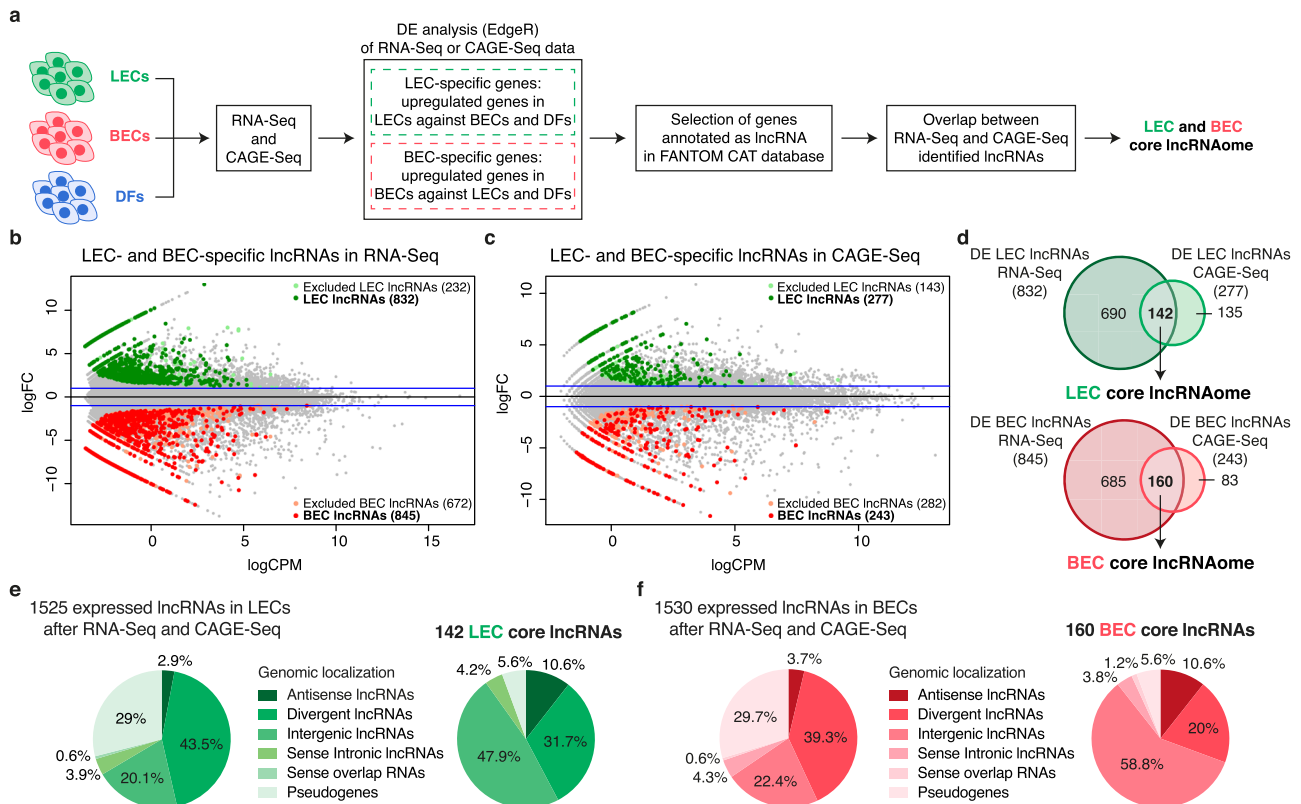 a
LECs
BECs
DFs
RNA-Seq
and
CAGE-Seq
DE analysis (EdgeR)
of RNA-Seq or CAGE-Seq data
LEC-specific genes:
upregulated genes in
LECs against BECs and DFs
BEC-specific genes:
upregulated genes in
BECs against LECs and DFs
Selection of genes
annotated as lncRNA
in FANTOM CAT database
Overlap between
RNA-Seq and CAGE-Seq
identified lncRNAs
LEC and BEC
core lncRNAome
b
LEC- and BEC-specific lncRNAs in RNA-Seq
Excluded LEC lncRNAs (232)
LEC lncRNAs (832)
Excluded BEC lncRNAs (672)
BEC lncRNAs (845)
logFC
10
5
0
−5
−10
0
5
10
15
logCPM
c
LEC- and BEC-specific lncRNAs in CAGE-Seq
Excluded LEC lncRNAs (143)
LEC lncRNAs (277)
Excluded BEC lncRNAs (282)
BEC lncRNAs (243)
logFC
10
5
0
−5
−10
0
5
10
logCPM
d
DE LEC lncRNAs
RNA-Seq
(832)
DE LEC lncRNAs
CAGE-Seq
(277)
690
142
135
LEC core lncRNAome
DE BEC lncRNAs
RNA-Seq
(845)
DE BEC lncRNAs
CAGE-Seq
(243)
685
160
83
BEC core lncRNAome
e
1525 expressed lncRNAs in LECs
after RNA-Seq and CAGE-Seq
2.9%
43.5%
20.1%
3.9%
0.6%
29%
Genomic localization
Antisense lncRNAs
Divergent lncRNAs
Intergenic lncRNAs
Sense Intronic lncRNAs
Sense overlap RNAs
Pseudogenes
142 LEC core lncRNAs
10.6%
31.7%
47.9%
4.2%
5.6%
f
1530 expressed lncRNAs in BECs
after RNA-Seq and CAGE-Seq
3.7%
39.3%
22.4%
4.3%
0.6%
29.7%
Genomic localization
Antisense lncRNAs
Divergent lncRNAs
Intergenic lncRNAs
Sense Intronic lncRNAs
Sense overlap RNAs
Pseudogenes
160 BEC core lncRNAs
10.6%
20%
58.8%
3.8%
1.2%
5.6%